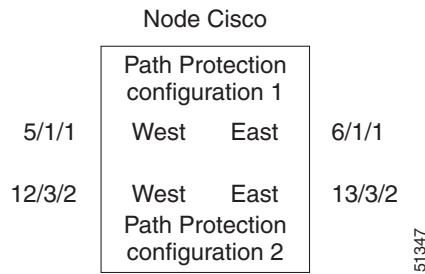 Node Cisco
Path Protection
configuration 1
5/1/1 West East 6/1/1
12/3/2 West East 13/3/2
Path Protection
configuration 2
51347